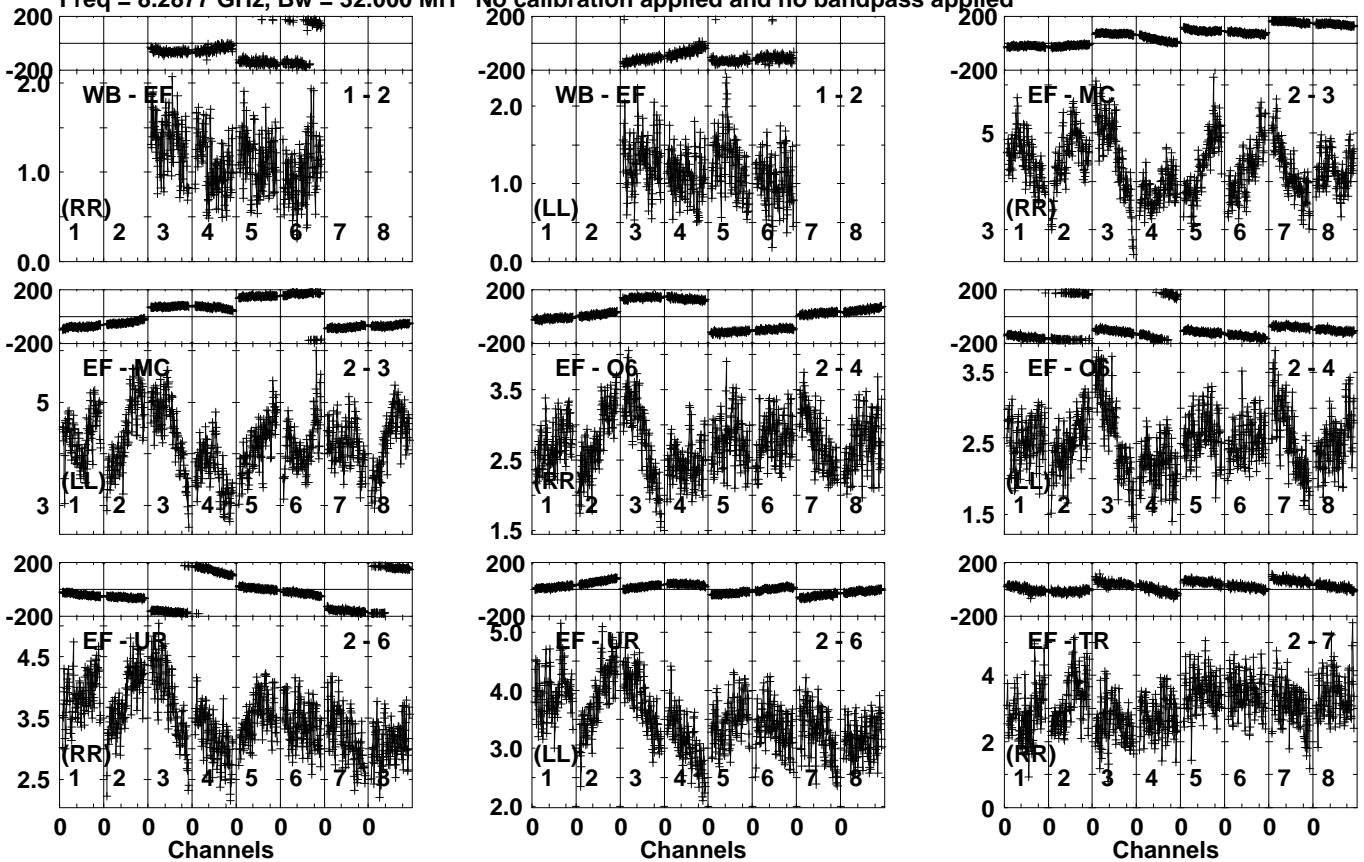 Freq = 8.2877 GHz, Bw = 32.000 MH No calibration applied and no bandpass applied
200 200 200
-200 -200 -200
2.0 WB - EF 1 - 2 2.0 WB - EF 1 - 2 EF - MC 2 - 3
5
1.0 1.0
(RR) (LL) (RR)
1 2 3 4 5 6 7 8 1 2 3 4 5 6 7 8 3 1 2 3 4 5 6 7 8
0.0 0.0
200 200 200
-200 -200 -200
EF - MC 2 - 3 EF - O6 2 - 4 EF - O6 2 - 4
5 3.5 3.5
2.5 2.5
(LL) (RR) (LL)
3 1 2 3 4 5 6 7 8 1 2 3 4 5 6 7 8 1 2 3 4 5 6 7 8
1.5 1.5
200 200 200
-200 -200 -200
EF - UR 2 - 6 5.0 EF - UR 2 - 6 EF - TR 2 - 7
4.5 4.0 4
3.5 3.0 2
(RR) (LL) (RR)
2.5 1 2 3 4 5 6 7 8 1 2 3 4 5 6 7 8 1 2 3 4 5 6 7 8
2.0 0
0 0 0 0 0 0 0 0 0 0 0 0 0 0 0 0 0 0 0 0 0 0 0 0
Channels Channels Channels